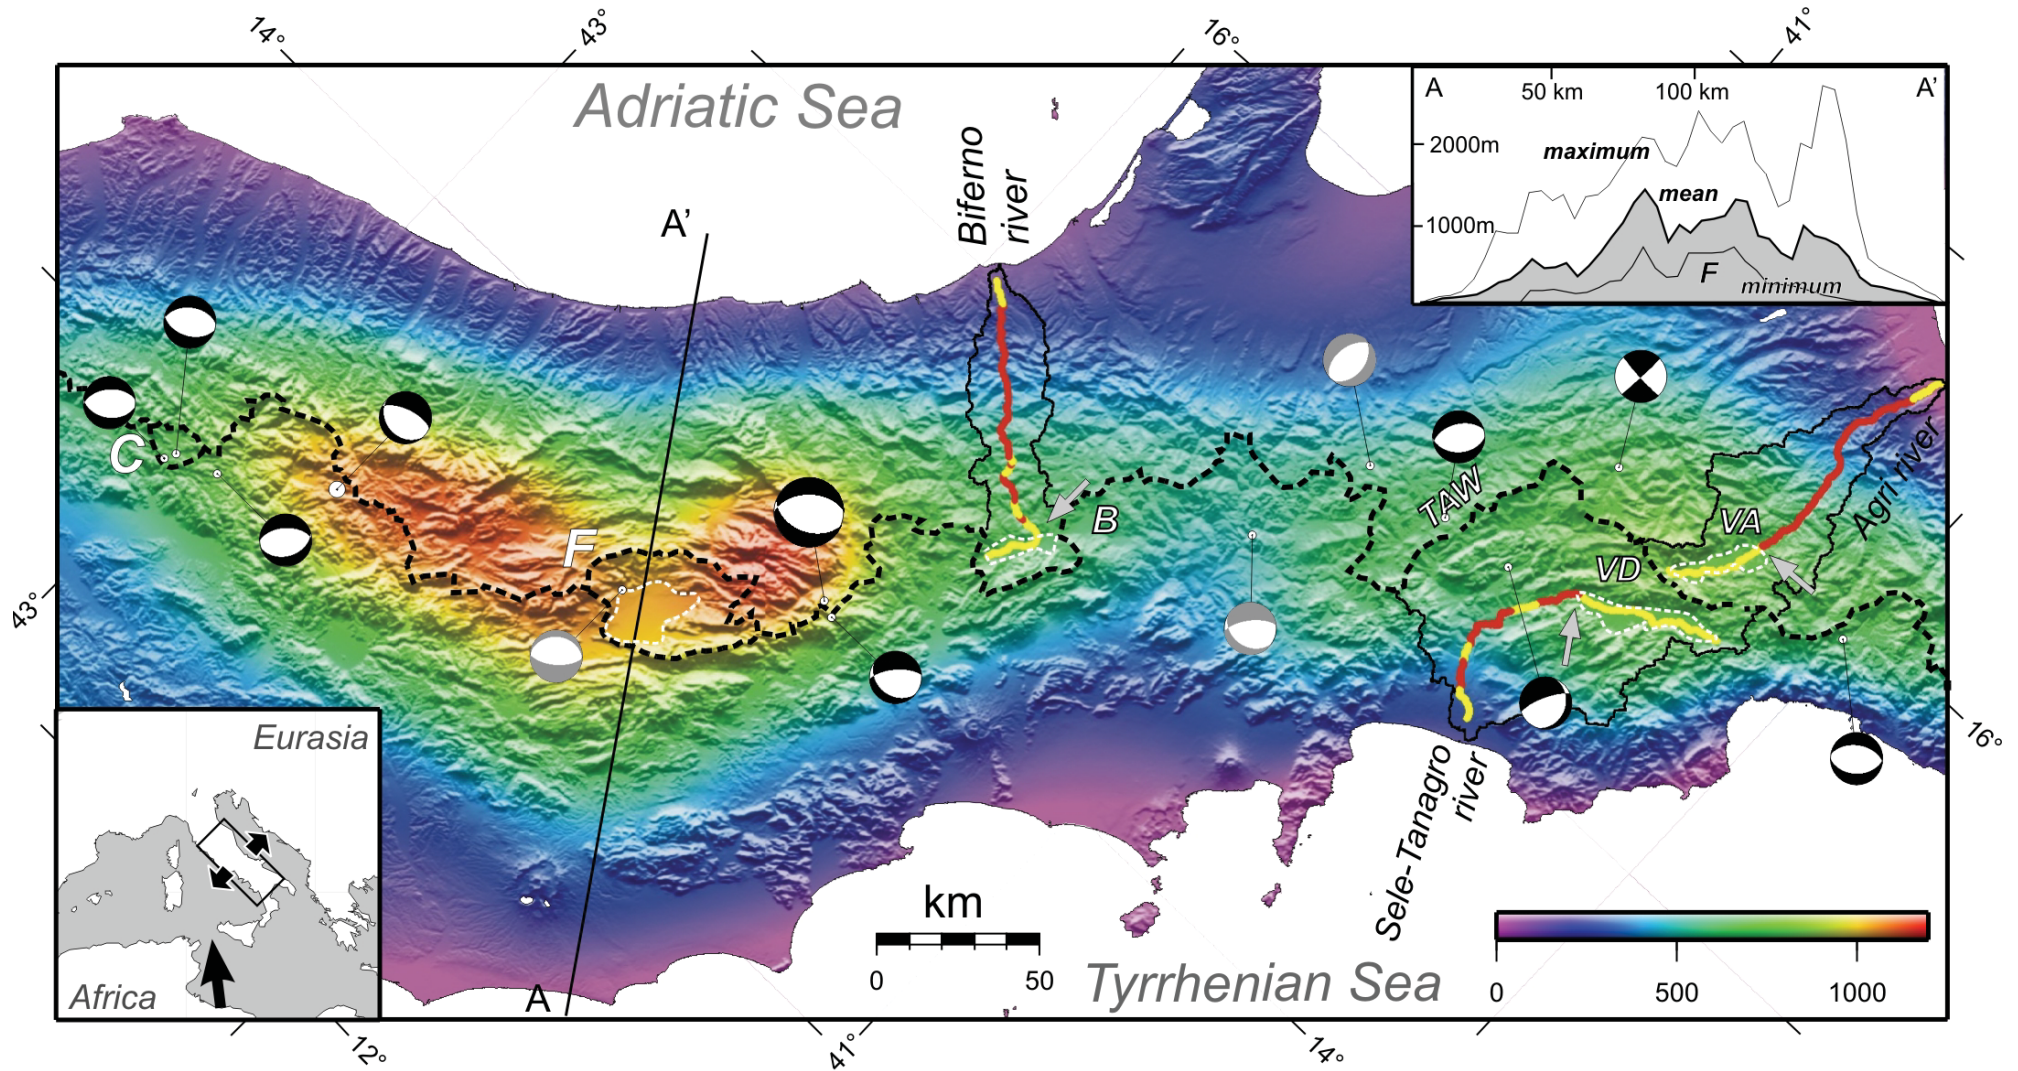 14°
43°
16°
41°
Adriatic Sea
A
50 km
100 km
A'
2000m
maximum
mean
1000m
F
minimum
Biferno
river
A'
C
F
B
TAW
VA
VD
Agri river
43°
16°
Eurasia
Africa
Sele-Tanagro
river
km
0
50
A
Tyrrhenian Sea
0
500
1000
12°
41°
14°